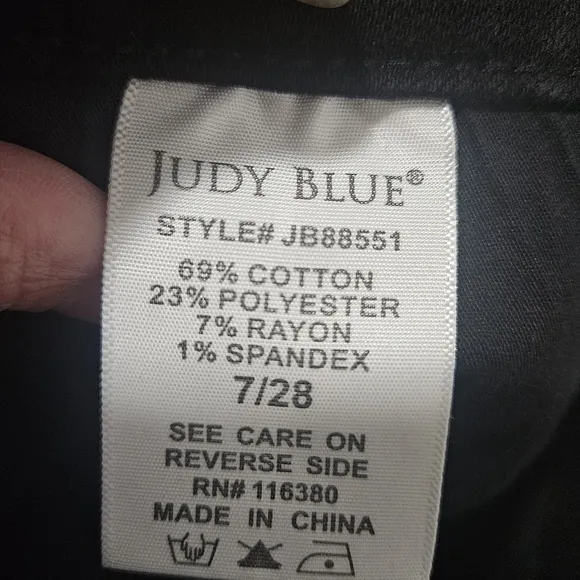 JUDY BLUE®
STYLE# JB88551
69% COTTON
23% POLYESTER
7% RAYON
1% SPANDEX
7/28
SEE CARE ON
REVERSE SIDE
RN# 116380
MADE IN CHINA